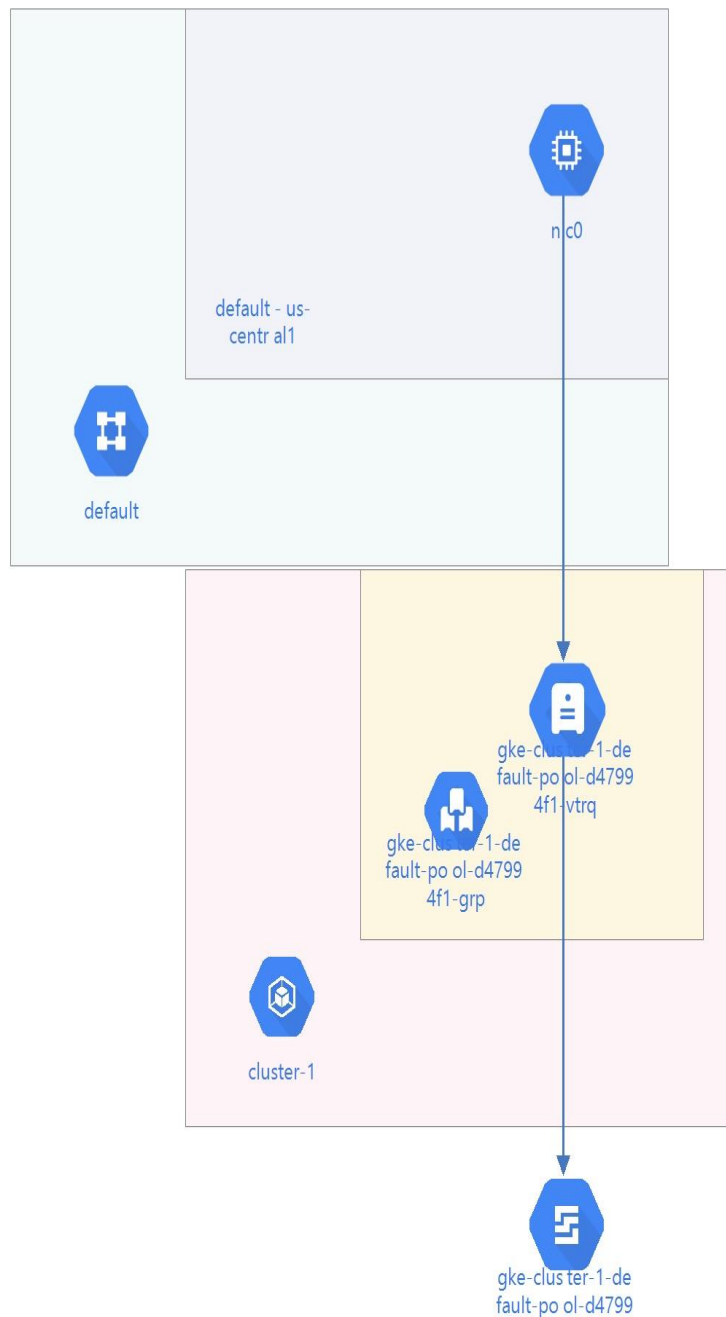 nic0
default - us-
centr al1
default
gke-clus ter-1-de
fault-po ol-d4799
4f1-vtrq
gke-clus ter-1-de
fault-po ol-d4799
4f1-grp
cluster-1
gke-clus ter-1-de
fault-po ol-d4799